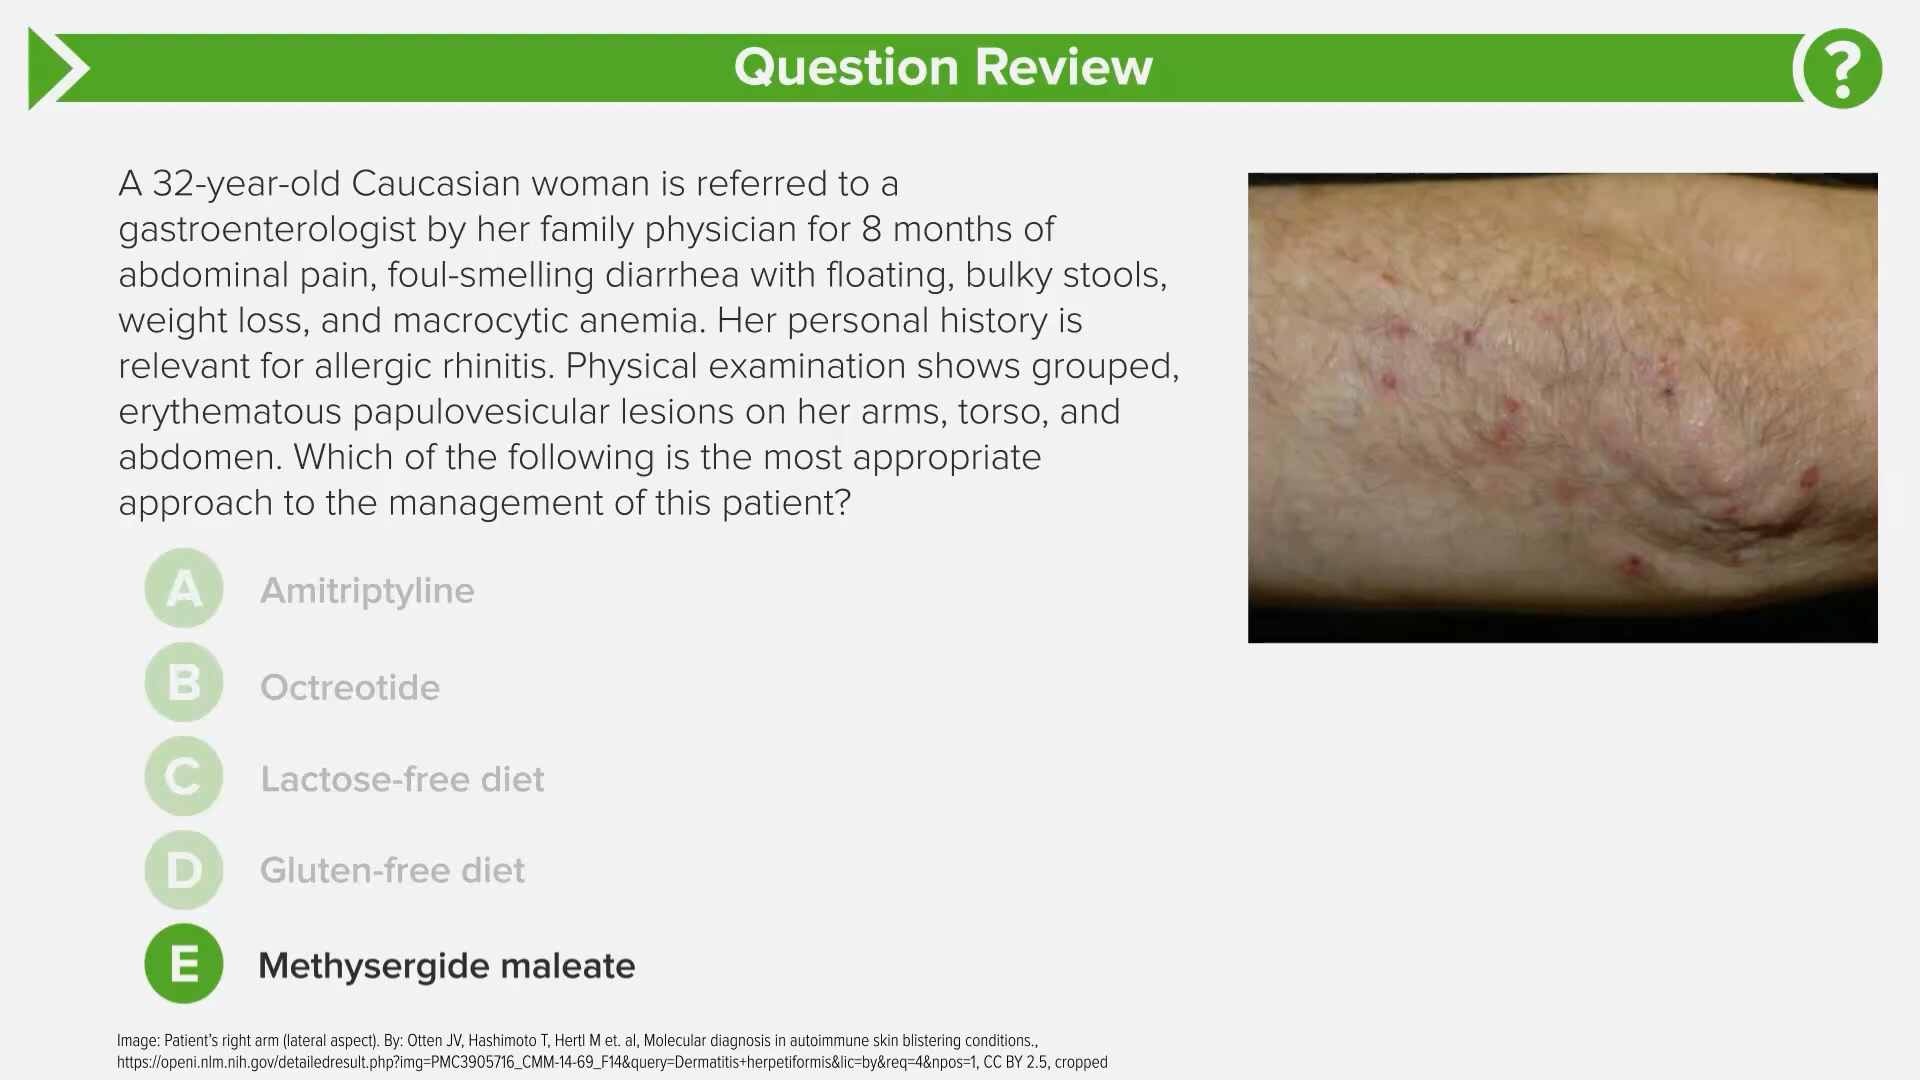 Question Review
?
A 32-year-old Caucasian woman is referred to a
gastroenterologist by her family physician for 8 months of
abdominal pain, foul-smelling diarrhea with floating, bulky stools,
weight loss, and macrocytic anemia. Her personal history is
relevant for allergic rhinitis. Physical examination shows grouped,
erythematous papulovesicular lesions on her arms, torso, and
abdomen. Which of the following is the most appropriate
approach to the management of this patient?
A Amitriptyline
B Octreotide
C Lactose-free diet
D Gluten-free diet
E Methysergide maleate
Image: Patient's right arm (lateral aspect). By: Otten JV, Hashimoto T, Hertl M et. al, Molecular diagnosis in autoimmune skin blistering conditions.,
https://openi.nlm.nih.gov/detailedresult.php?img=PMC3905716_CMM-14-69_F14&query=Dermatitis+herpetiformis&lic=by&req=4&npos=1, CC BY 2.5, cropped